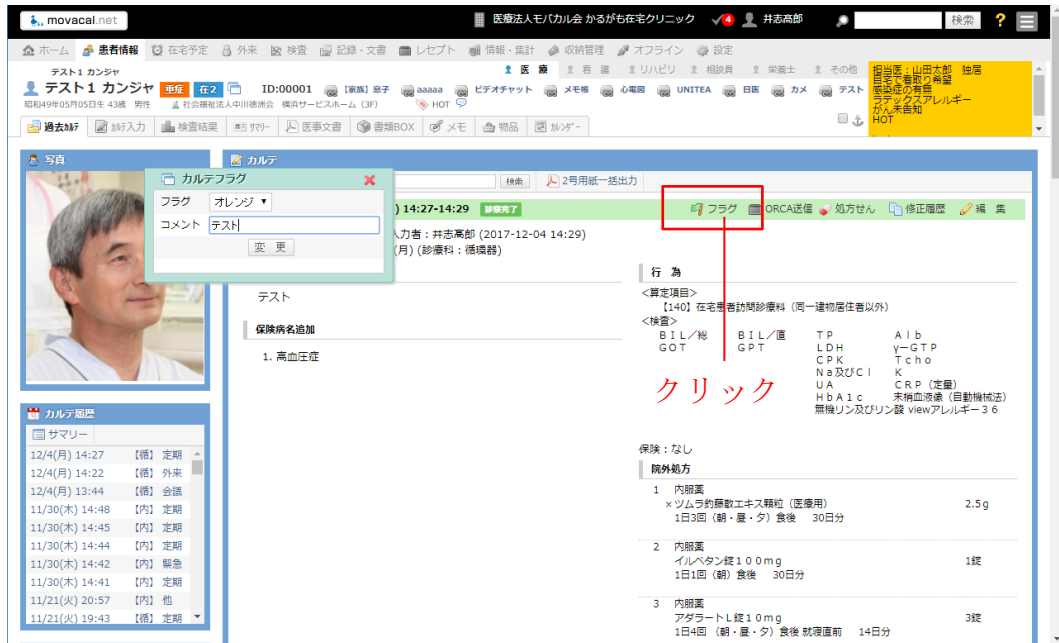 movacal.net
医療法人モバカル会 かるがも在宅クリニック 4 井志高郎 検索 ?
ホーム 患者情報 在宅予定 外来 検査 記録・文書 レセプト 情報・集計 収納管理 オフライン 設定
医 療 看 護 リハビリ 相談員 栄養士 その他
テスト1 カンジャ
テスト1 カンジャ 重症 在2 ID:00001 【家族】息子 aaaaa ビデオチャット メモ帳 心電図 UNITEA 日医 カメ テスト
昭和49年05月05日生 43歳 男性 社会福祉法人中川徳洲会 横浜サービスホーム (3F) HOT
担当医：山田太郎 独居
自宅で看取り希望
感染症の有無
ラテックスアレルギー
がん未告知
HOT
過去カルテ カルテ入力 検査結果 サマリー 医事文書 書類BOX メモ 物品 カレンダー
写真
カルテ
カルテフラグ
フラグ オレンジ
コメント テスト
変 更
検索 2号用紙一括出力
) 14:27-14:29 診察完了 フラグ ORCA送信 処方せん 修正履歴 編 集
入力者：井志高郎 (2017-12-04 14:29)
(月) (診療科：循環器)
テスト
保険病名追加
1. 高血圧症
行 為
<算定項目>
【140】在宅患者訪問診療料（同一建物居住者以外）
<検査>
ＢＩＬ／総 ＢＩＬ／直 ＴＰ Ａｌｂ
ＧＯＴ ＧＰＴ ＬＤＨ γーＧＴＰ
ＣＰＫ Ｔｃｈｏ
Ｎａ及びＣｌ Ｋ
ＵＡ ＣＲＰ（定量）
ＨｂＡ１ｃ 末梢血液像（自動機械法）
無機リン及びリン酸 viewアレルギー３６
クリック
保険：なし
院外処方
1 内服薬
×ツムラ釣藤散エキス顆粒（医療用） 2.5ｇ
1日3回（朝・昼・夕）食後 30日分
2 内服薬
イルベタン錠１００ｍｇ 1錠
1日1回（朝）食後 30日分
3 内服薬
アダラートＬ錠１０ｍｇ 3錠
1日4回（朝・昼・夕）食後 就寝直前 14日分
カルテ履歴
サマリー
12/4(月) 14:27 【循】 定期
12/4(月) 14:22 【循】 外来
12/4(月) 13:44 【循】 会議
11/30(木) 14:48 【内】 定期
11/30(木) 14:45 【内】 定期
11/30(木) 14:44 【内】 定期
11/30(木) 14:42 【内】 緊急
11/30(木) 14:41 【内】 定期
11/21(火) 20:57 【内】 他
11/21(火) 19:43 【循】 定期